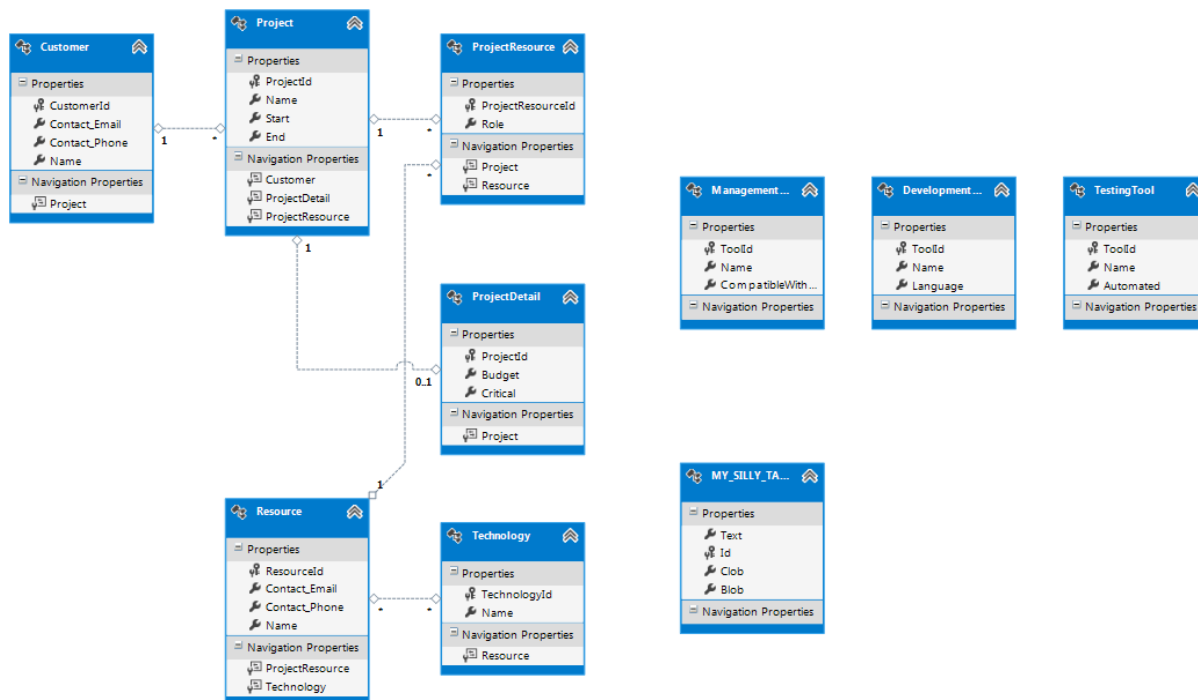 Customer
Properties
CustomerId
Contact_Email
Contact_Phone
Name
Navigation Properties
Project
1
*
Project
Properties
ProjectId
Name
Start
End
Navigation Properties
Customer
ProjectDetail
ProjectResource
1
*
1
ProjectResource
Properties
ProjectResourceId
Role
Navigation Properties
Project
Resource
*
ProjectDetail
Properties
ProjectId
Budget
Critical
Navigation Properties
Project
0..1
1
Resource
Properties
ResourceId
Contact_Email
Contact_Phone
Name
Navigation Properties
ProjectResource
Technology
*
*
Technology
Properties
TechnologyId
Name
Navigation Properties
Resource
Management...
Properties
ToolId
Name
CompatibleWith...
Navigation Properties
Development...
Properties
ToolId
Name
Language
Navigation Properties
TestingTool
Properties
ToolId
Name
Automated
Navigation Properties
MY_SILLY_TA...
Properties
Text
Id
Clob
Blob
Navigation Properties